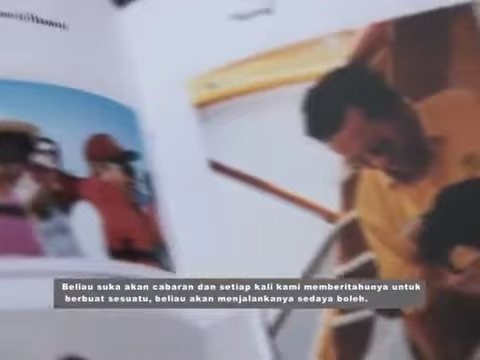 Beliau suka akan cabaran dan setiap kali kami memberitahunya untuk
berbuat sesuatu, beliau akan menjalankanya sedaya boleh.